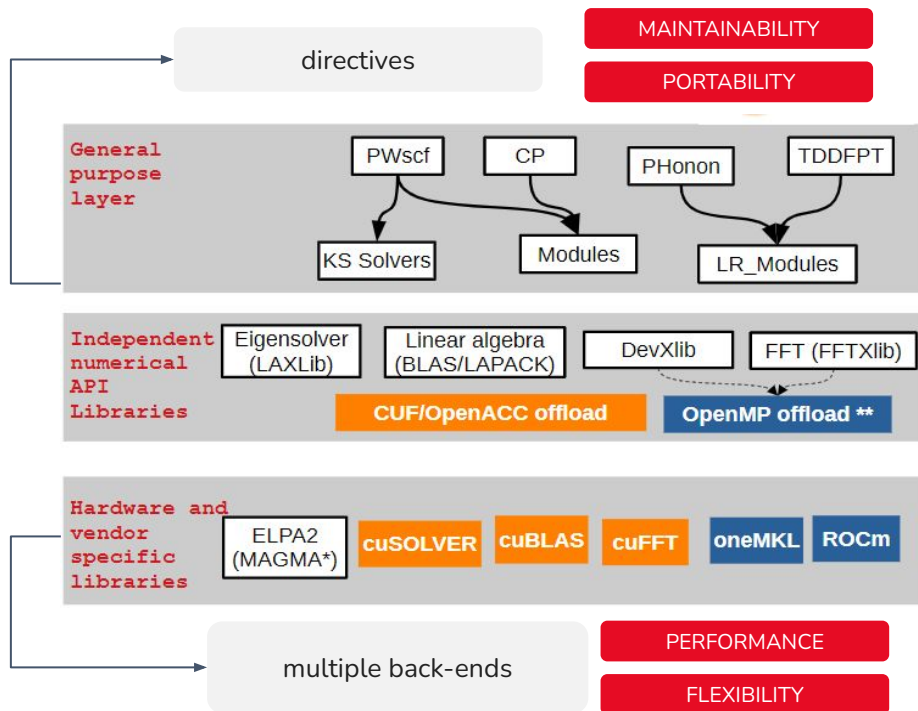 directives
MAINTAINABILITY
PORTABILITY
General
purpose
layer
PWscf
CP
PHonon
TDDFPT
KS Solvers
Modules
LR_Modules
Independent
numerical
API
Libraries
Eigensolver
(LAXLib)
Linear algebra
(BLAS/LAPACK)
DevXlib
FFT (FFTXlib)
CUF/OpenACC offload
OpenMP offload **
Hardware and
vendor
specific
libraries
ELPA2
(MAGMA*)
cuSOLVER
cuBLAS
cuFFT
oneMKL
ROCm
multiple back-ends
PERFORMANCE
FLEXIBILITY